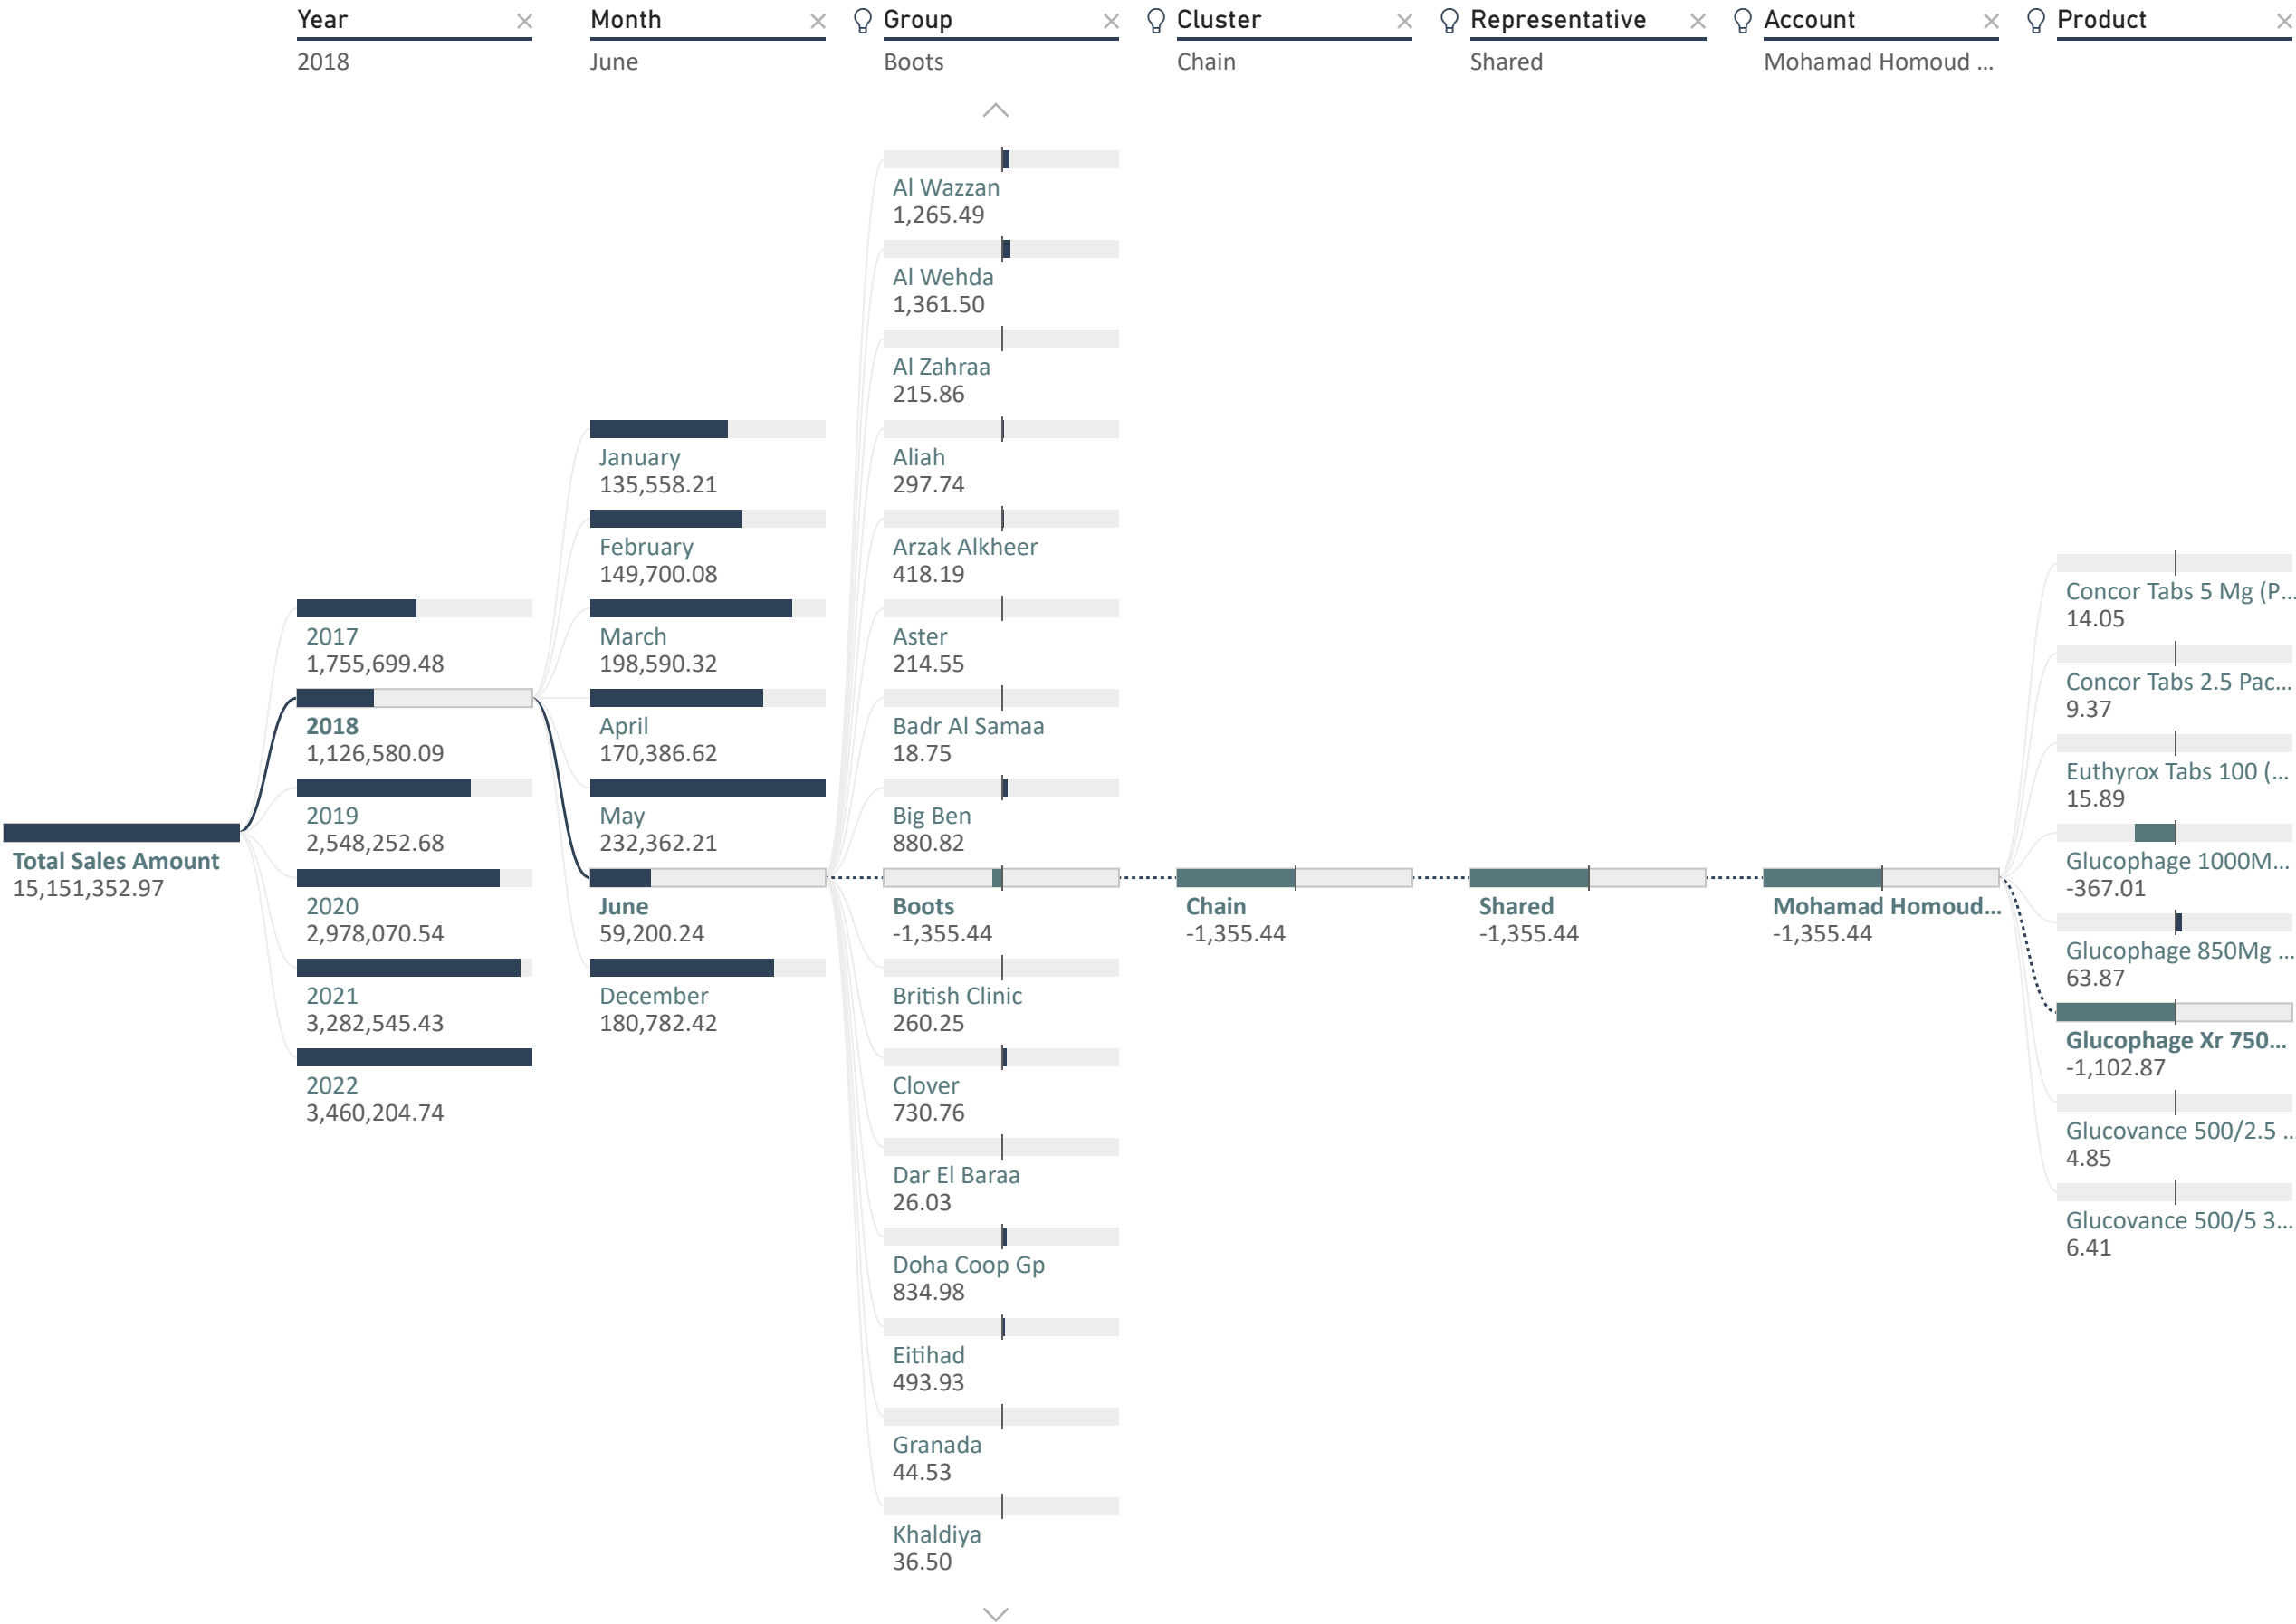 Year
2018
Month
June
Group
Boots
Cluster
Chain
Representative
Shared
Account
Mohamad Homoud ...
Product
Total Sales Amount
15,151,352.97
2017
1,755,699.48
2018
1,126,580.09
2019
2,548,252.68
2020
2,978,070.54
2021
3,282,545.43
2022
3,460,204.74
January
135,558.21
February
149,700.08
March
198,590.32
April
170,386.62
May
232,362.21
June
59,200.24
December
180,782.42
Al Wazzan
1,265.49
Al Wehda
1,361.50
Al Zahraa
215.86
Aliah
297.74
Arzak Alkheer
418.19
Aster
214.55
Badr Al Samaa
18.75
Big Ben
880.82
Boots
-1,355.44
British Clinic
260.25
Clover
730.76
Dar El Baraa
26.03
Doha Coop Gp
834.98
Eitihad
493.93
Granada
44.53
Khaldiya
36.50
Chain
-1,355.44
Shared
-1,355.44
Mohamad Homoud...
-1,355.44
Concor Tabs 5 Mg (P...
14.05
Concor Tabs 2.5 Pac...
9.37
Euthyrox Tabs 100 (...
15.89
Glucophage 1000M...
-367.01
Glucophage 850Mg ...
63.87
Glucophage Xr 750...
-1,102.87
Glucovance 500/2.5 ...
4.85
Glucovance 500/5 3...
6.41